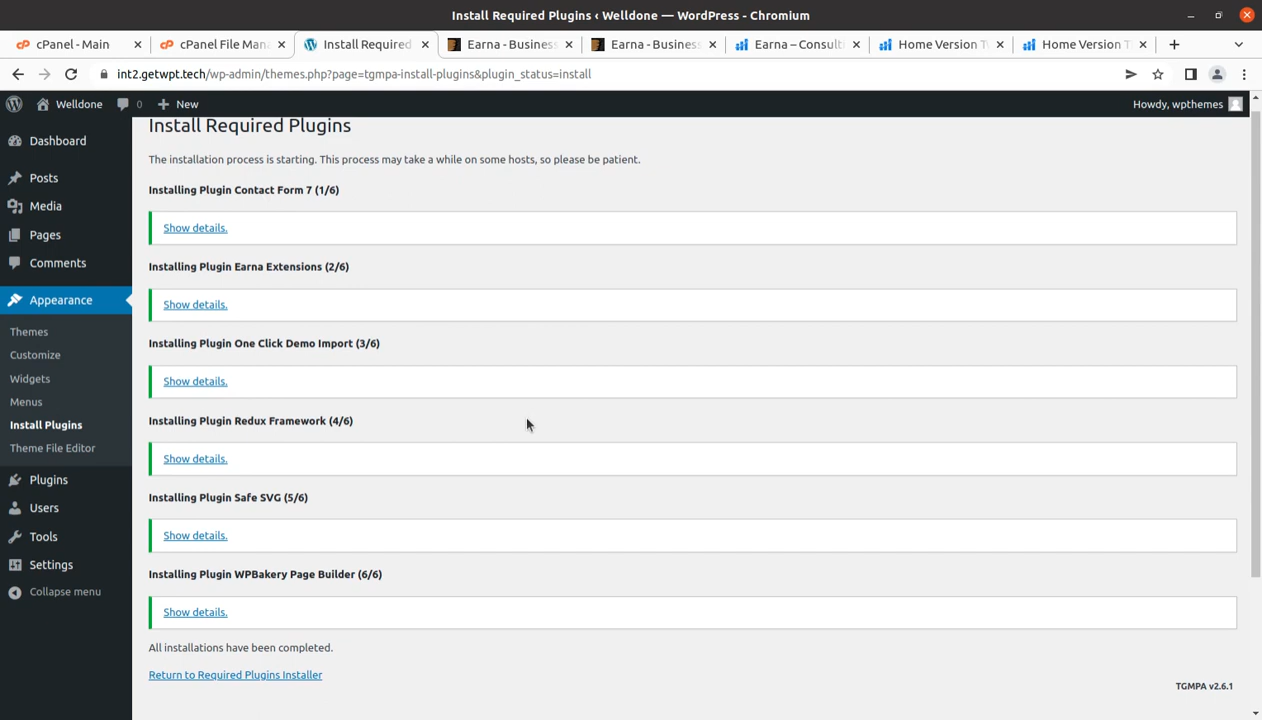 Install Required Plugins ‹ Welldone — WordPress - Chromium
cPanel - Main
cPanel File Mana
Install Required
Earna - Business
Earna - Business
Earna – Consulti
Home Version Tw
Home Version Tw
int2.getwpt.tech/wp-admin/themes.php?page=tgmpa-install-plugins&plugin_status=install
Welldone
0
New
Howdy, wpthemes
Dashboard
Posts
Media
Pages
Comments
Appearance
Themes
Customize
Widgets
Menus
Install Plugins
Theme File Editor
Plugins
Users
Tools
Settings
Collapse menu
Install Required Plugins
The installation process is starting. This process may take a while on some hosts, so please be patient.
Installing Plugin Contact Form 7 (1/6)
Show details.
Installing Plugin Earna Extensions (2/6)
Show details.
Installing Plugin One Click Demo Import (3/6)
Show details.
Installing Plugin Redux Framework (4/6)
Show details.
Installing Plugin Safe SVG (5/6)
Show details.
Installing Plugin WPBakery Page Builder (6/6)
Show details.
All installations have been completed.
Return to Required Plugins Installer
TGMPA v2.6.1